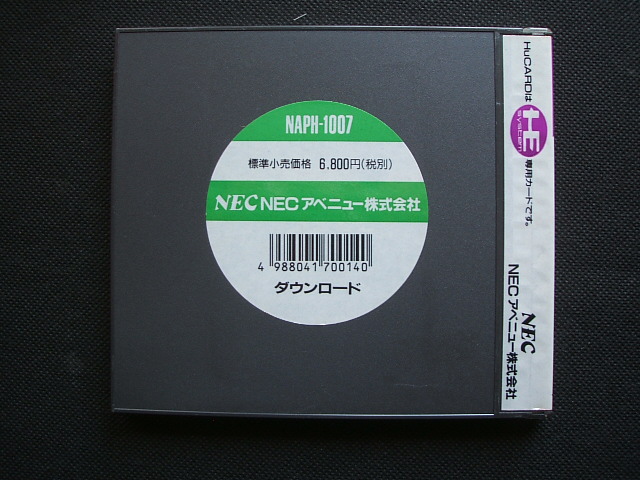 NAPH-1007
標準小売価格 6.800円(税別)
NEC NECアベニュー株式会社
4 988041 700140
ダウンロード
HuCARDは HE system 専用カードです。
NEC
NECアベニュー株式会社